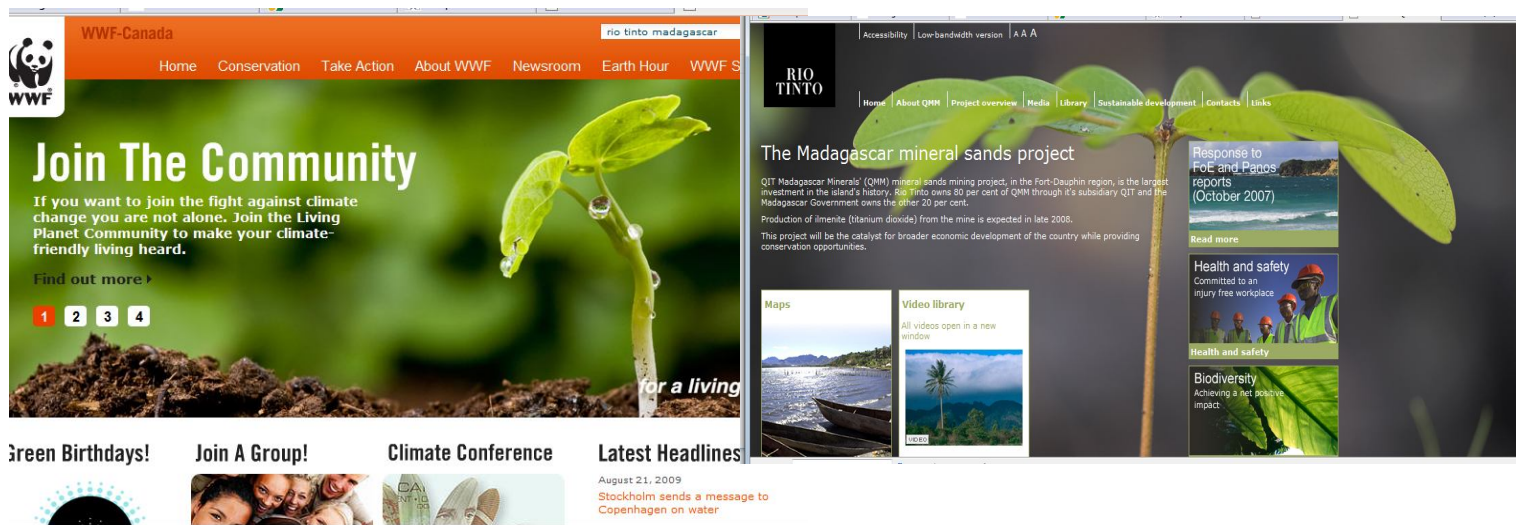 WWF-Canada
rio tinto madagascar
Home Conservation Take Action About WWF Newsroom Earth Hour WWF S
WWF
Join The Community
If you want to join the fight against climate
change you are not alone. Join the Living
Planet Community to make your climate-
friendly living heard.
Find out more
1 2 3 4
for a living
Green Birthdays!
Join A Group!
Climate Conference
Latest Headlines
August 21, 2009
Stockholm sends a message to
Copenhagen on water
Accessibility Low-bandwidth version A A A
RIO
TINTO
Home About QMM Project overview Media Library Sustainable development Contacts Links
The Madagascar mineral sands project
QIT Madagascar Minerals' (QMM) mineral sands mining project, in the Fort-Dauphin region, is the largest
investment in the island's history. Rio Tinto owns 80 per cent of QMM through it's subsidiary QIT and the
Madagascar Government owns the other 20 per cent.
Production of ilmenite (titanium dioxide) from the mine is expected in late 2008.
This project will be the catalyst for broader economic development of the country while providing
conservation opportunities.
Maps
Video library
All videos open in a new
window
VIDEO
Response to
FoE and Panos
reports
(October 2007)
Read more
Health and safety
Committed to an
injury free workplace
Health and safety
Biodiversity
Achieving a net positive
impact